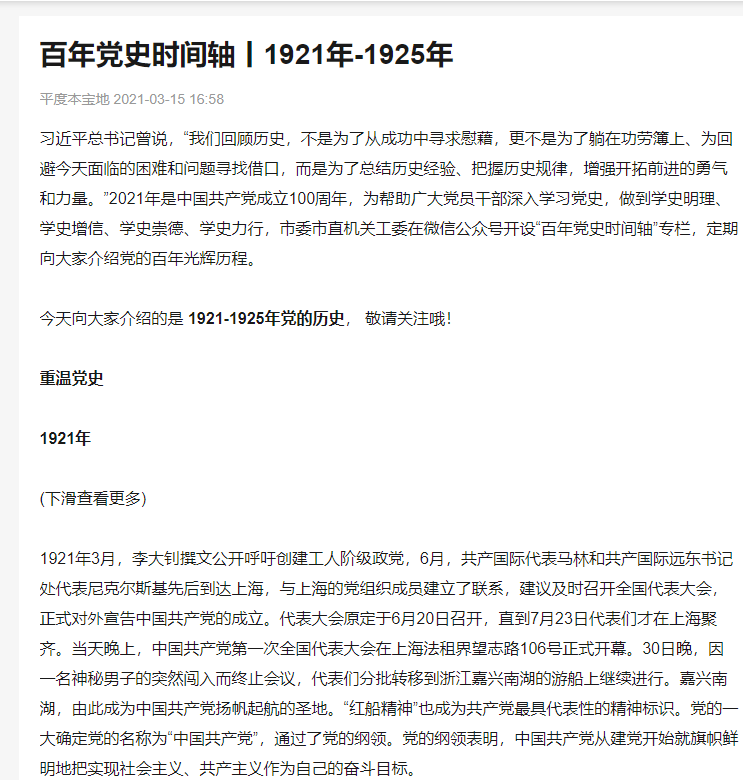 百年党史时间轴丨1921年-1925年
平度本宝地 2021-03-15 16:58
习近平总书记曾说，“我们回顾历史，不是为了从成功中寻求慰藉，更不是为了躺在功劳簿上、为回
避今天面临的困难和问题寻找借口，而是为了总结历史经验、把握历史规律，增强开拓前进的勇气
和力量。”2021年是中国共产党成立100周年，为帮助广大党员干部深入学习党史，做到学史明理、
学史增信、学史崇德、学史力行，市委市直机关工委在微信公众号开设“百年党史时间轴”专栏，定期
向大家介绍党的百年光辉历程。
今天向大家介绍的是 1921-1925年党的历史， 敬请关注哦！
重温党史
1921年
(下滑查看更多)
1921年3月，李大钊撰文公开呼吁创建工人阶级政党，6月，共产国际代表马林和共产国际远东书记
处代表尼克尔斯基先后到达上海，与上海的党组织成员建立了联系，建议及时召开全国代表大会，
正式对外宣告中国共产党的成立。代表大会原定于6月20日召开，直到7月23日代表们才在上海聚
齐。当天晚上，中国共产党第一次全国代表大会在上海法租界望志路106号正式开幕。30日晚，因
一名神秘男子的突然闯入而终止会议，代表们分批转移到浙江嘉兴南湖的游船上继续进行。嘉兴南
湖，由此成为中国共产党扬帆起航的圣地。“红船精神”也成为共产党最具代表性的精神标识。党的一
大确定党的名称为“中国共产党”，通过了党的纲领。党的纲领表明，中国共产党从建党开始就旗帜鲜
明地把实现社会主义、共产主义作为自己的奋斗目标。